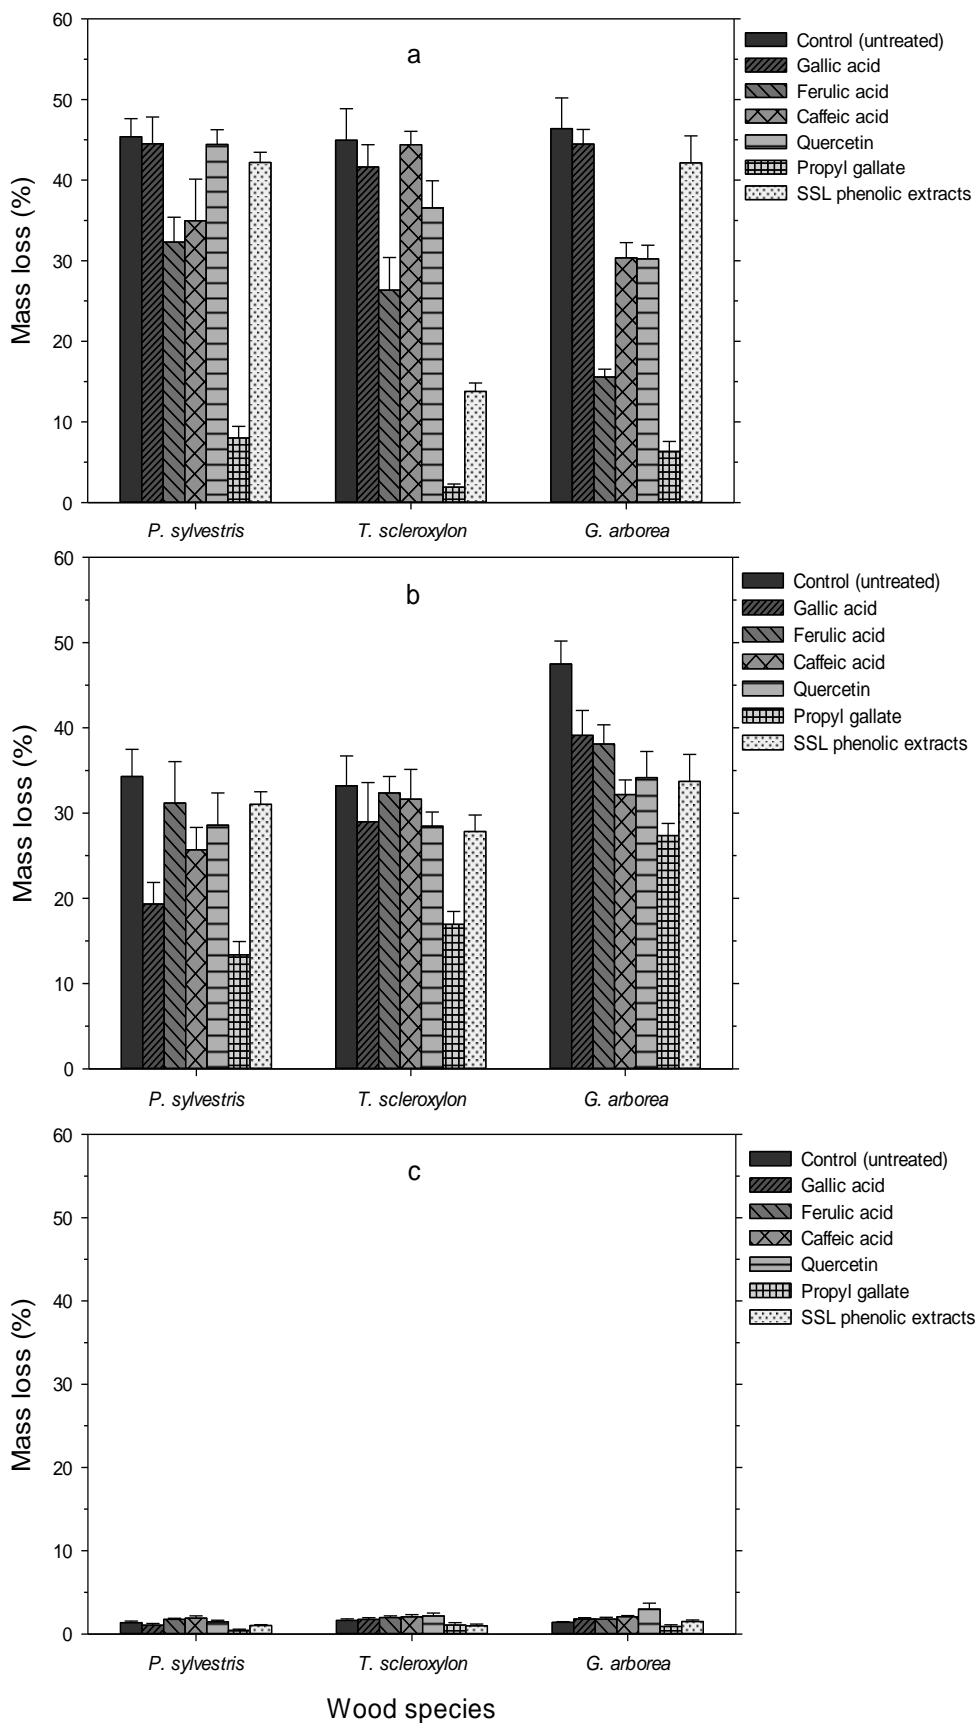 60
50
40
30
20
10
0
Mass loss (%)
a
Control (untreated)
Gallic acid
Ferulic acid
Caffeic acid
Quercetin
Propyl gallate
SSL phenolic extracts
P. sylvestris
T. scleroxylon
G. arborea
60
50
40
30
20
10
0
Mass loss (%)
b
Control (untreated)
Gallic acid
Ferulic acid
Caffeic acid
Quercetin
Propyl gallate
SSL phenolic extracts
P. sylvestris
T. scleroxylon
G. arborea
60
50
40
30
20
10
0
Mass loss (%)
c
Control (untreated)
Gallic acid
Ferulic acid
Caffeic acid
Quercetin
Propyl gallate
SSL phenolic extracts
P. sylvestris
T. scleroxylon
G. arborea
Wood species